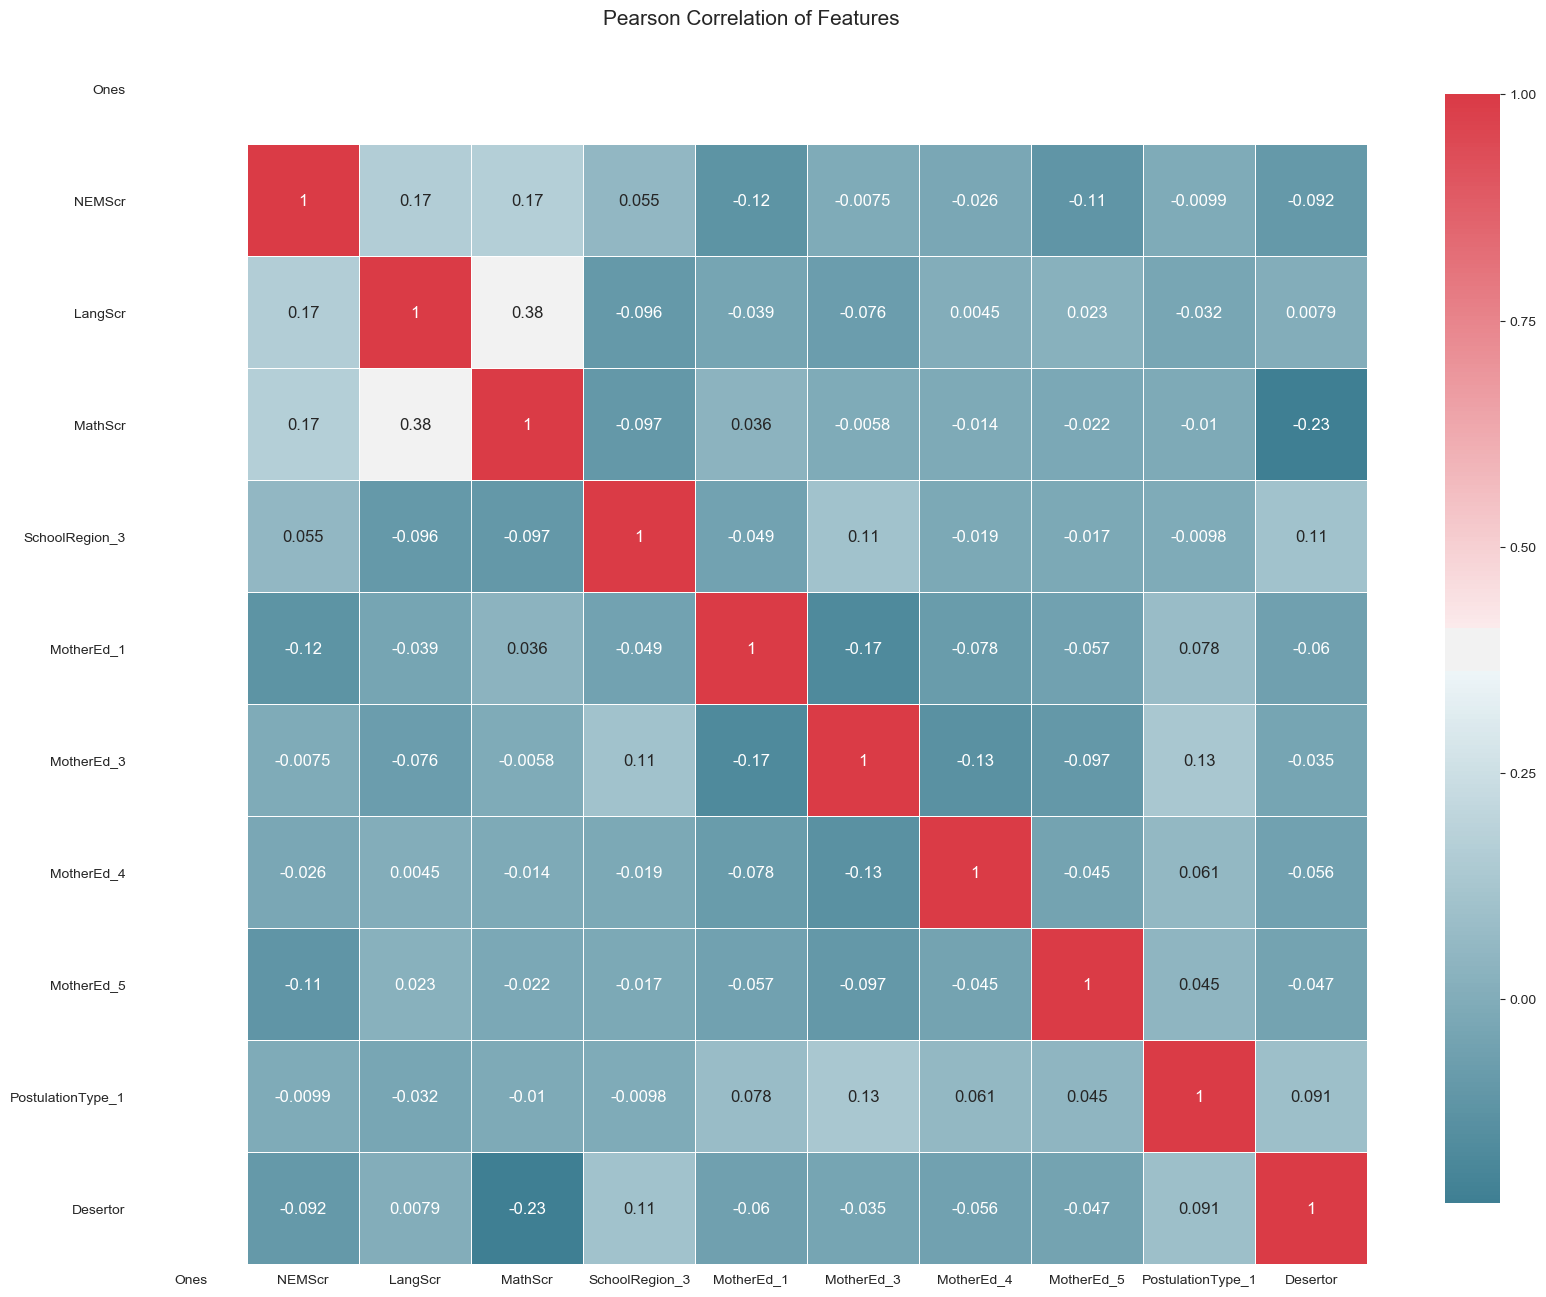 Pearson Correlation of Features
Ones
1.00
NEMScr 1 0.17 0.17 0.055 -0.12 -0.0075 -0.026 -0.11 -0.0099 -0.092
LangScr 0.17 1 0.38 -0.096 -0.039 -0.076 0.0045 0.023 -0.032 0.0079
0.75
MathScr 0.17 0.38 1 -0.097 0.036 -0.0058 -0.014 -0.022 -0.01 -0.23
SchoolRegion_3 0.055 -0.096 -0.097 1 -0.049 0.11 -0.019 -0.017 -0.0098 0.11
0.50
MotherEd_1 -0.12 -0.039 0.036 -0.049 1 -0.17 -0.078 -0.057 0.078 -0.06
MotherEd_3 -0.0075 -0.076 -0.0058 0.11 -0.17 1 -0.13 -0.097 0.13 -0.035
0.25
MotherEd_4 -0.026 0.0045 -0.014 -0.019 -0.078 -0.13 1 -0.045 0.061 -0.056
MotherEd_5 -0.11 0.023 -0.022 -0.017 -0.057 -0.097 -0.045 1 0.045 -0.047
0.00
PostulationType_1 -0.0099 -0.032 -0.01 -0.0098 0.078 0.13 0.061 0.045 1 0.091
Desertor -0.092 0.0079 -0.23 0.11 -0.06 -0.035 -0.056 -0.047 0.091 1
Ones NEMScr LangScr MathScr SchoolRegion_3 MotherEd_1 MotherEd_3 MotherEd_4 MotherEd_5 PostulationType_1 Desertor